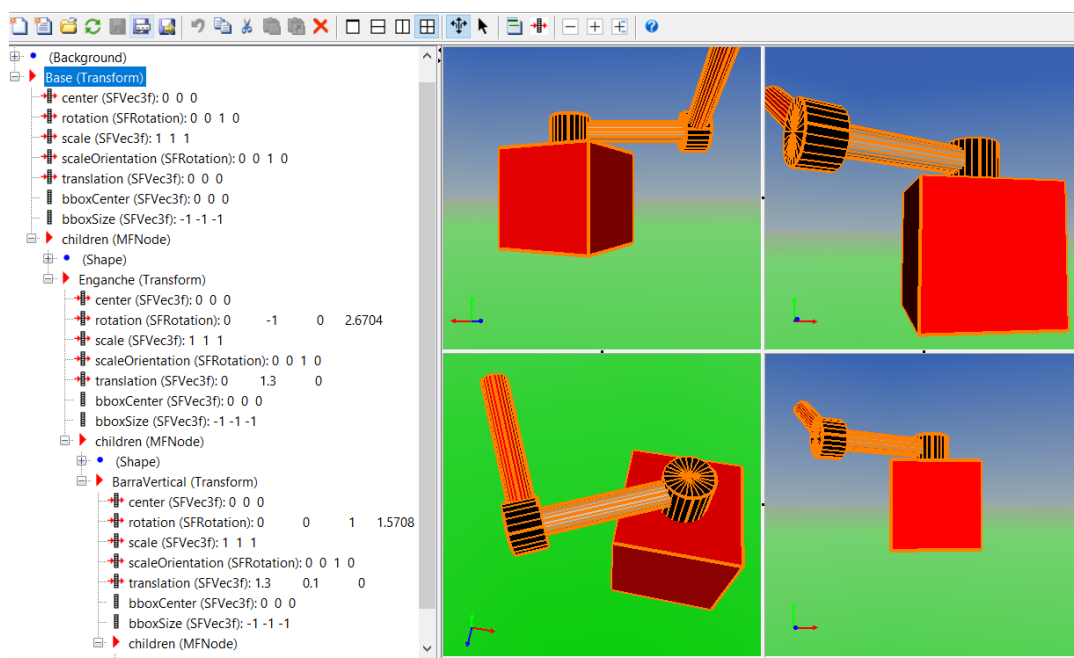 (Background)
Base (Transform)
center (SFVec3f): 0 0 0
rotation (SFRotation): 0 0 1 0
scale (SFVec3f): 1 1 1
scaleOrientation (SFRotation): 0 0 1 0
translation (SFVec3f): 0 0 0
bboxCenter (SFVec3f): 0 0 0
bboxSize (SFVec3f): -1 -1 -1
children (MFNode)
(Shape)
Enganche (Transform)
center (SFVec3f): 0 0 0
rotation (SFRotation): 0 -1 0 2.6704
scale (SFVec3f): 1 1 1
scaleOrientation (SFRotation): 0 0 1 0
translation (SFVec3f): 0 1.3 0
bboxCenter (SFVec3f): 0 0 0
bboxSize (SFVec3f): -1 -1 -1
children (MFNode)
(Shape)
BarraVertical (Transform)
center (SFVec3f): 0 0 0
rotation (SFRotation): 0 0 1 1.5708
scale (SFVec3f): 1 1 1
scaleOrientation (SFRotation): 0 0 1 0
translation (SFVec3f): 1.3 0.1 0
bboxCenter (SFVec3f): 0 0 0
bboxSize (SFVec3f): -1 -1 -1
children (MFNode)